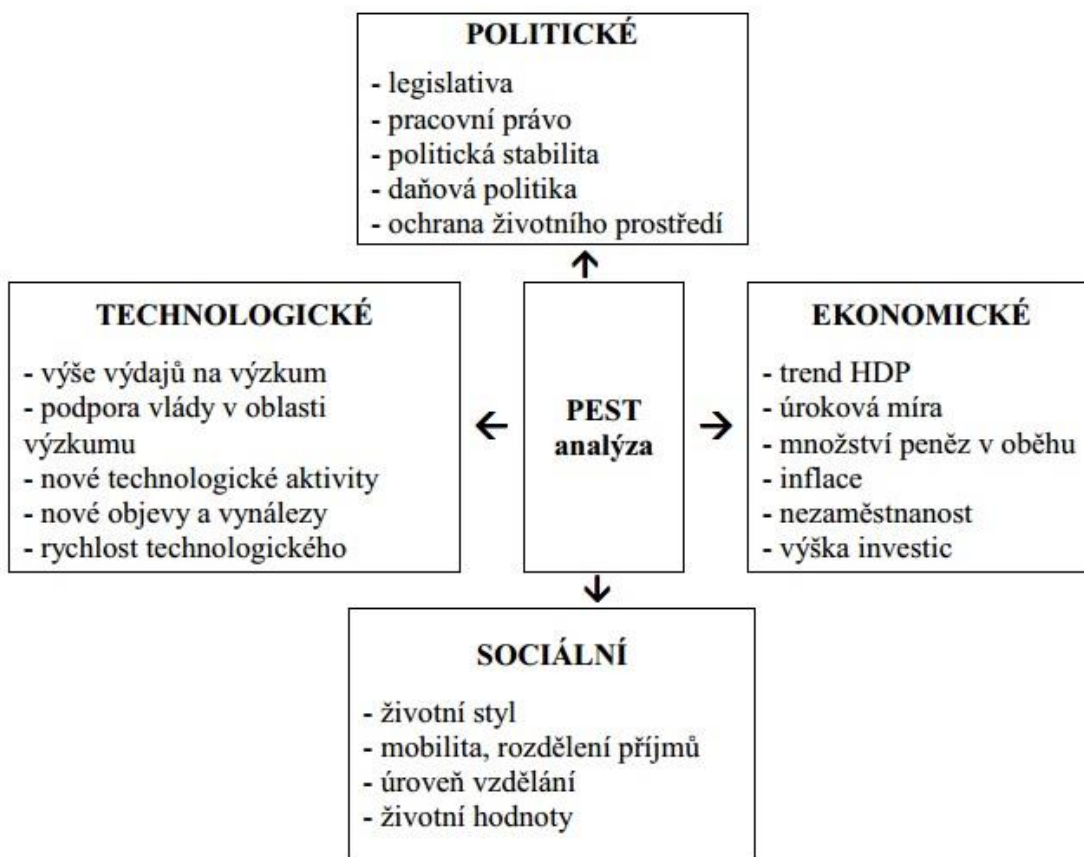 POLITICKÉ
- legislativa
- pracovní právo
- politická stabilita
- daňová politika
- ochrana životního prostředí
TECHNOLOGICKÉ
- výše výdajů na výzkum
- podpora vlády v oblasti
výzkumu
- nové technologické aktivity
- nové objevy a vynálezy
- rychlost technologického
PEST
analýza
EKONOMICKÉ
- trend HDP
- úroková míra
- množství peněz v oběhu
- inflace
- nezaměstnanost
- výška investic
SOCIÁLNÍ
- životní styl
- mobilita, rozdělení příjmů
- úroveň vzdělání
- životní hodnoty